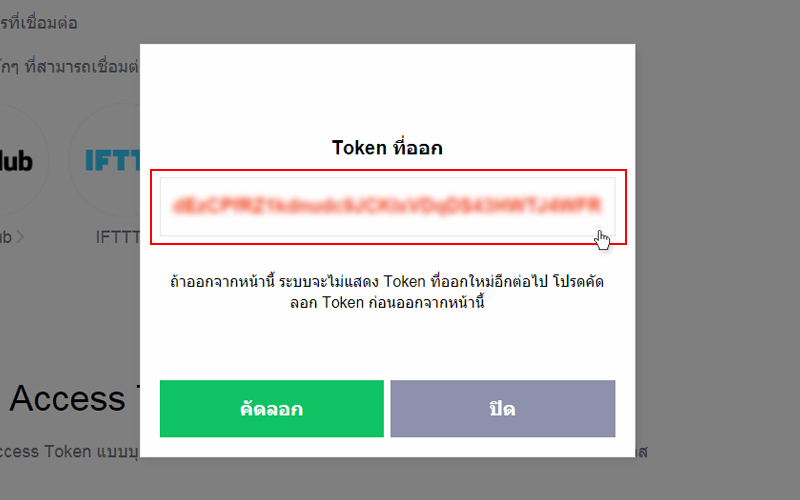 รที่เชื่อมต่อ
ักๆ ที่สามารถเชื่อมต่
lub
IFTT
ub
IFTTT
Token ที่ออก
ถ้าออกจากหน้านี้ ระบบจะไม่แสดง Token ที่ออกใหม่อีกต่อไป โปรดคัด
ลอก Token ก่อนออกจากหน้านี้
Access
คัดลอก
ปิด
ccess Token แบบบุ